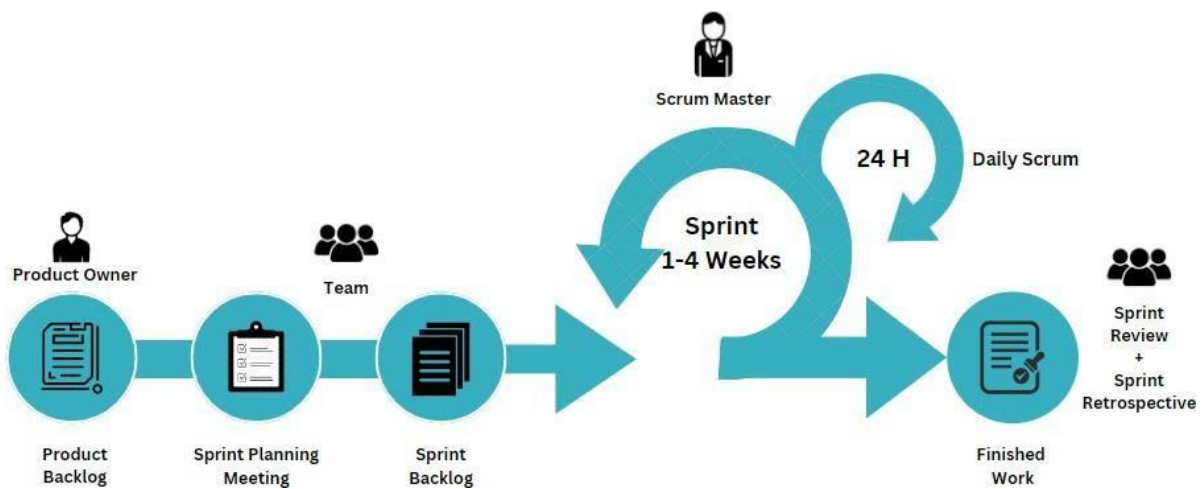 Scrum Master
24 H
Daily Scrum
Sprint
1-4 Weeks
Product Owner
Team
Sprint
Review
+
Sprint
Retrospective
Product
Backlog
Sprint Planning
Meeting
Sprint
Backlog
Finished
Work